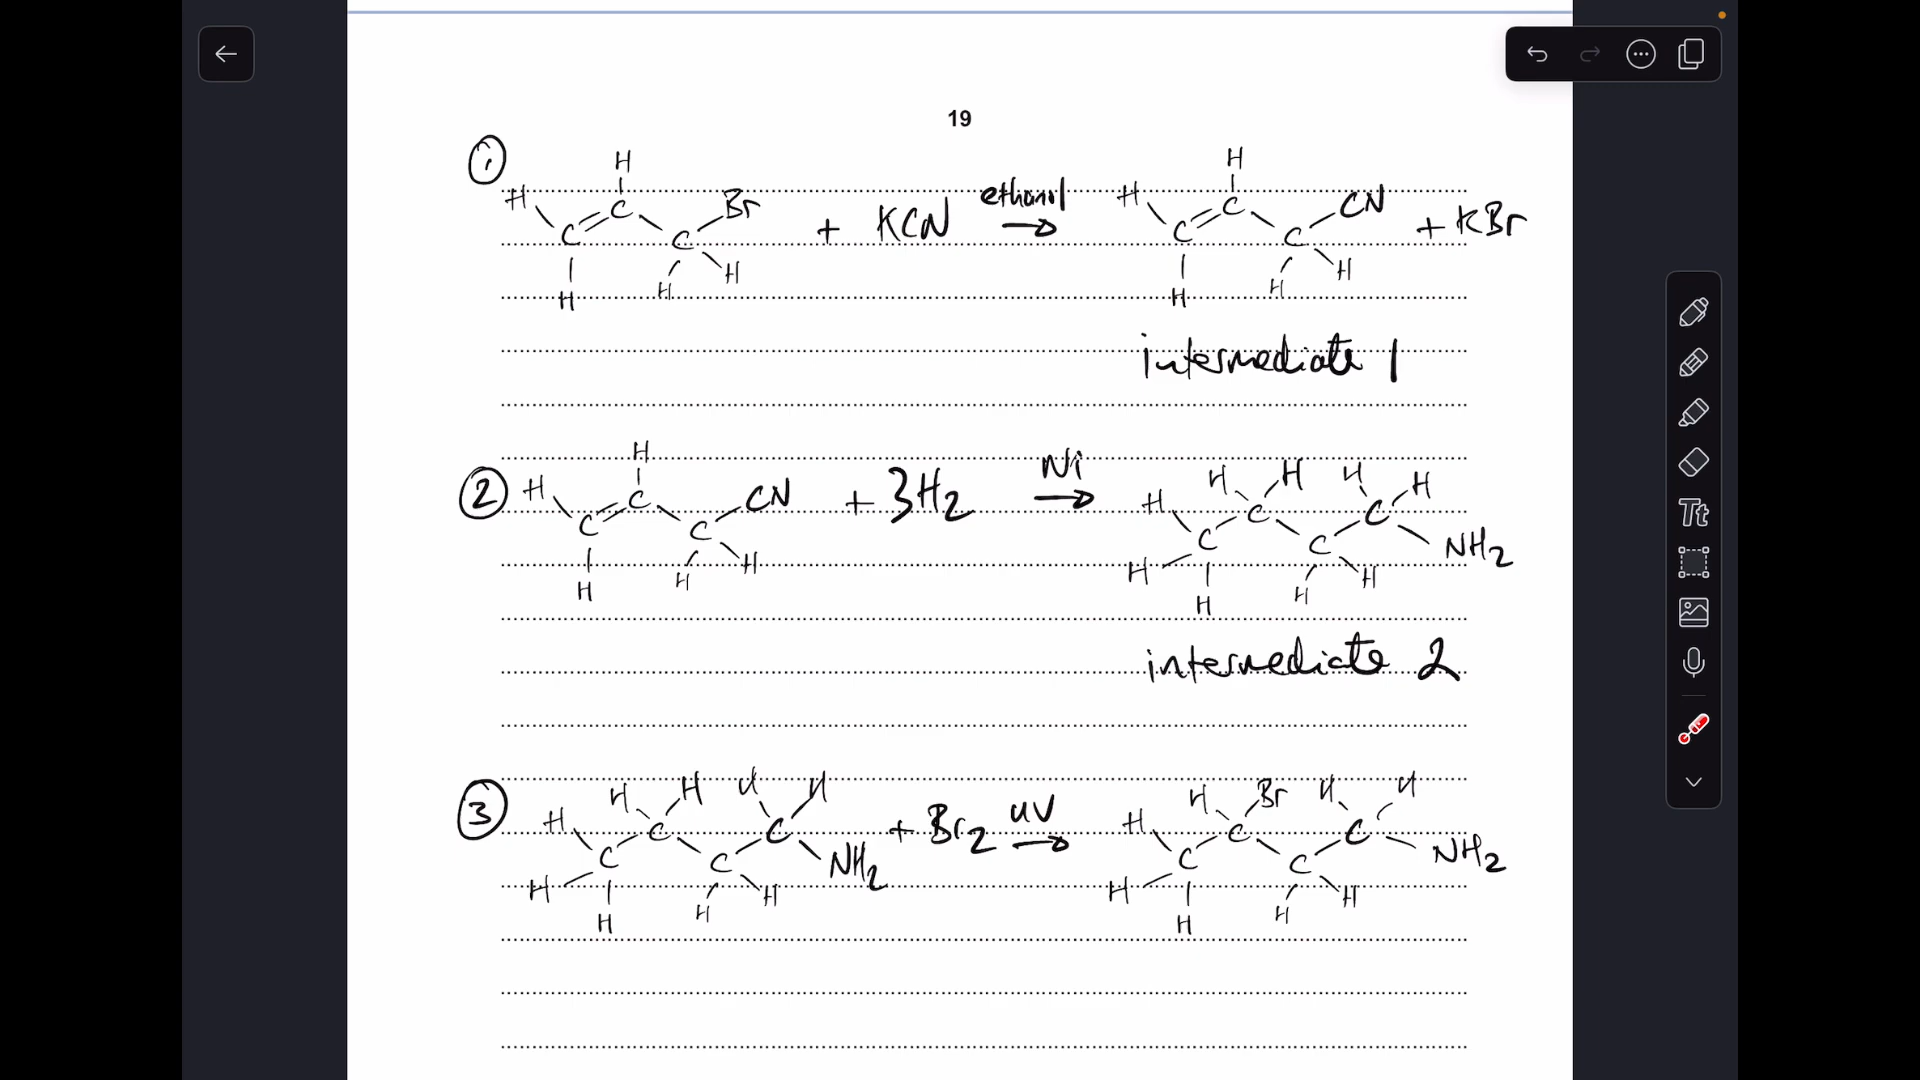 19
①
H
H Br H H CN
C = C C + KCN ethanol → C = C C + KBr
H H H H H H
intermediate 1
②
H
H CN Ni H H H H
C = C C + 3H2 → H C C C C NH2
H H H H H H H
intermediate 2
③
H H H H H H Br H H
H C C C C NH2 + Br2 UV → H C C C C NH2
H H H H H H H
Tt